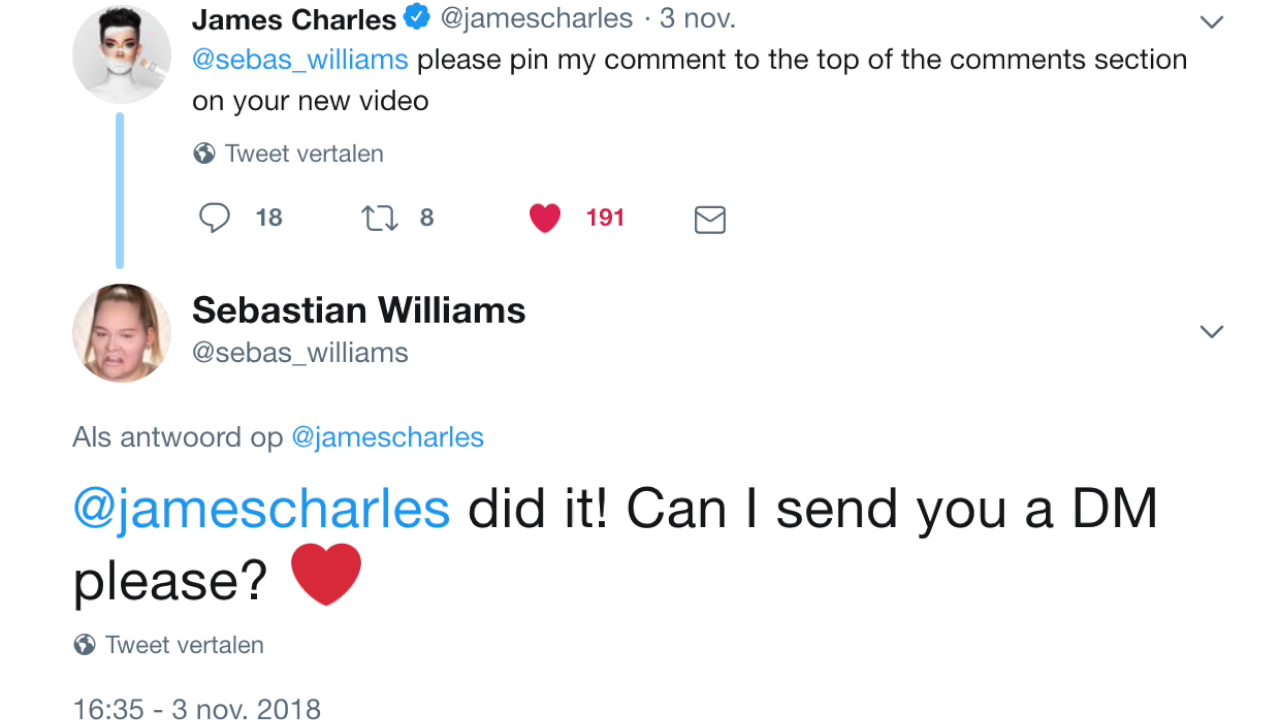 James Charles @jamescharles · 3 nov.
@sebas_williams please pin my comment to the top of the comments section
on your new video
Tweet vertalen
18 8 191
Sebastian Williams
@sebas_williams
Als antwoord op @jamescharles
@jamescharles did it! Can I send you a DM
please? ❤️
Tweet vertalen
16:35 - 3 nov. 2018